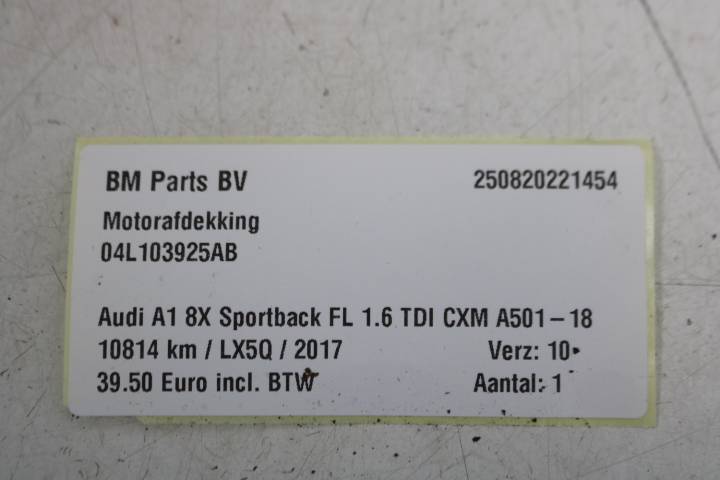 BM Parts BV 250820221454
Motorafdekking
04L103925AB
Audi A1 8X Sportback FL 1.6 TDI CXM A501-18
10814 km / LX5Q / 2017 Verz: 10
39.50 Euro incl. BTW Aantal: 1